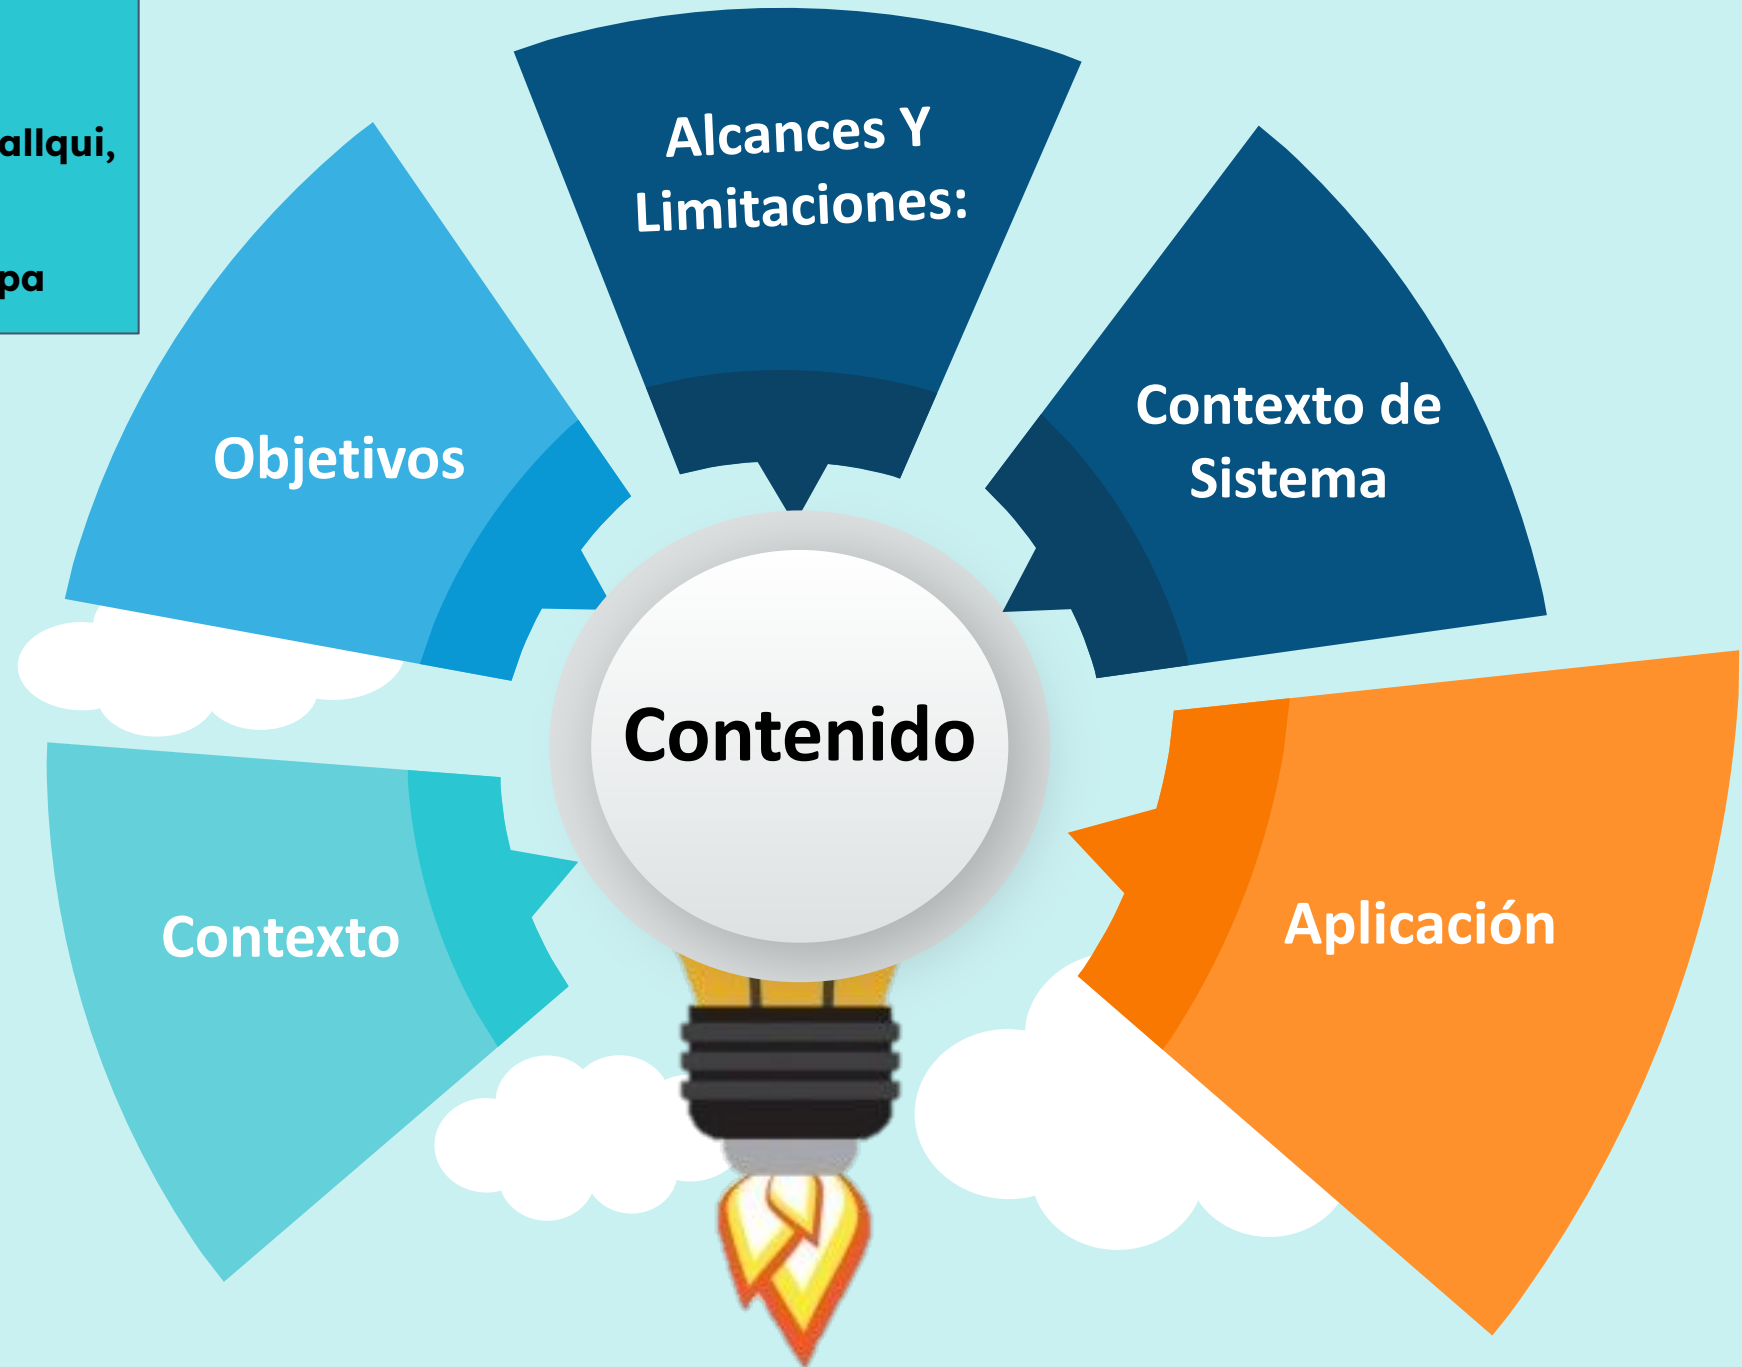 allqui,
pa
Alcances Y
Limitaciones:
Objetivos
Contexto de
Sistema
Contenido
Contexto
Aplicación